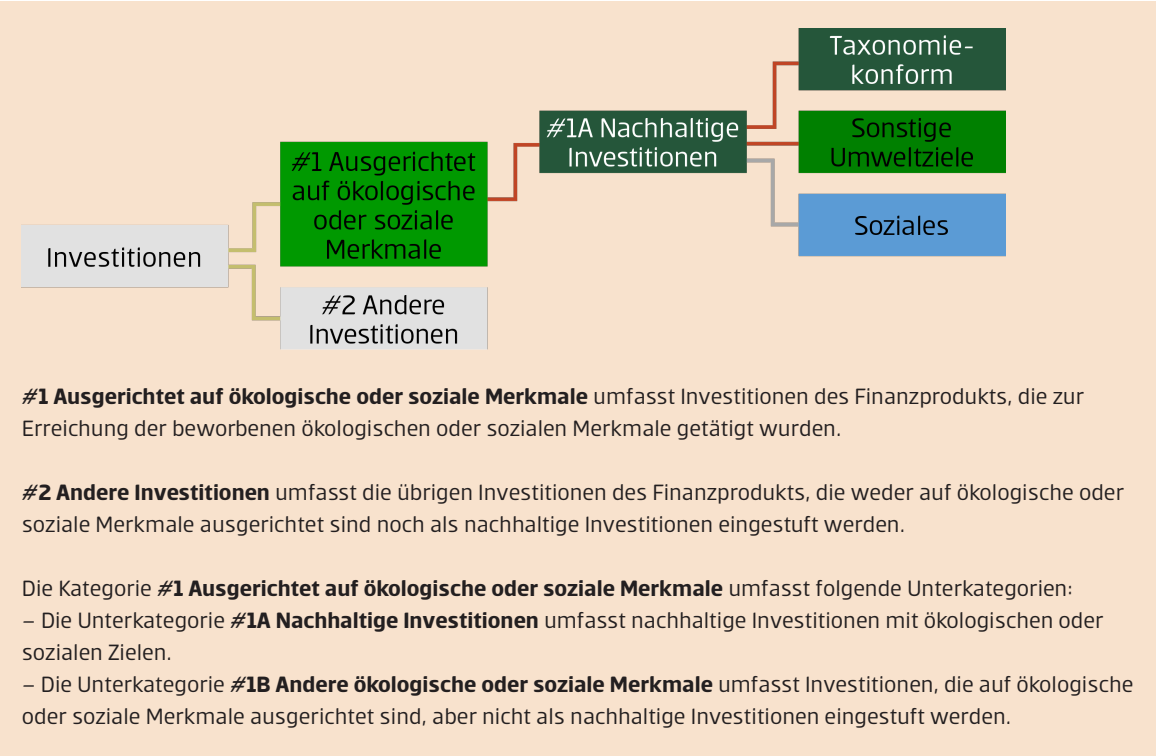 Taxonomie-
konform
#1A Nachhaltige
Investitionen
Sonstige
Umweltziele
#1 Ausgerichtet
auf ökologische
oder soziale
Merkmale
Soziales
Investitionen
#2 Andere
Investitionen
#1 Ausgerichtet auf ökologische oder soziale Merkmale umfasst Investitionen des Finanzprodukts, die zur
Erreichung der beworbenen ökologischen oder sozialen Merkmale getätigt wurden.
#2 Andere Investitionen umfasst die übrigen Investitionen des Finanzprodukts, die weder auf ökologische oder
soziale Merkmale ausgerichtet sind noch als nachhaltige Investitionen eingestuft werden.
Die Kategorie #1 Ausgerichtet auf ökologische oder soziale Merkmale umfasst folgende Unterkategorien:
– Die Unterkategorie #1A Nachhaltige Investitionen umfasst nachhaltige Investitionen mit ökologischen oder
sozialen Zielen.
– Die Unterkategorie #1B Andere ökologische oder soziale Merkmale umfasst Investitionen, die auf ökologische
oder soziale Merkmale ausgerichtet sind, aber nicht als nachhaltige Investitionen eingestuft werden.